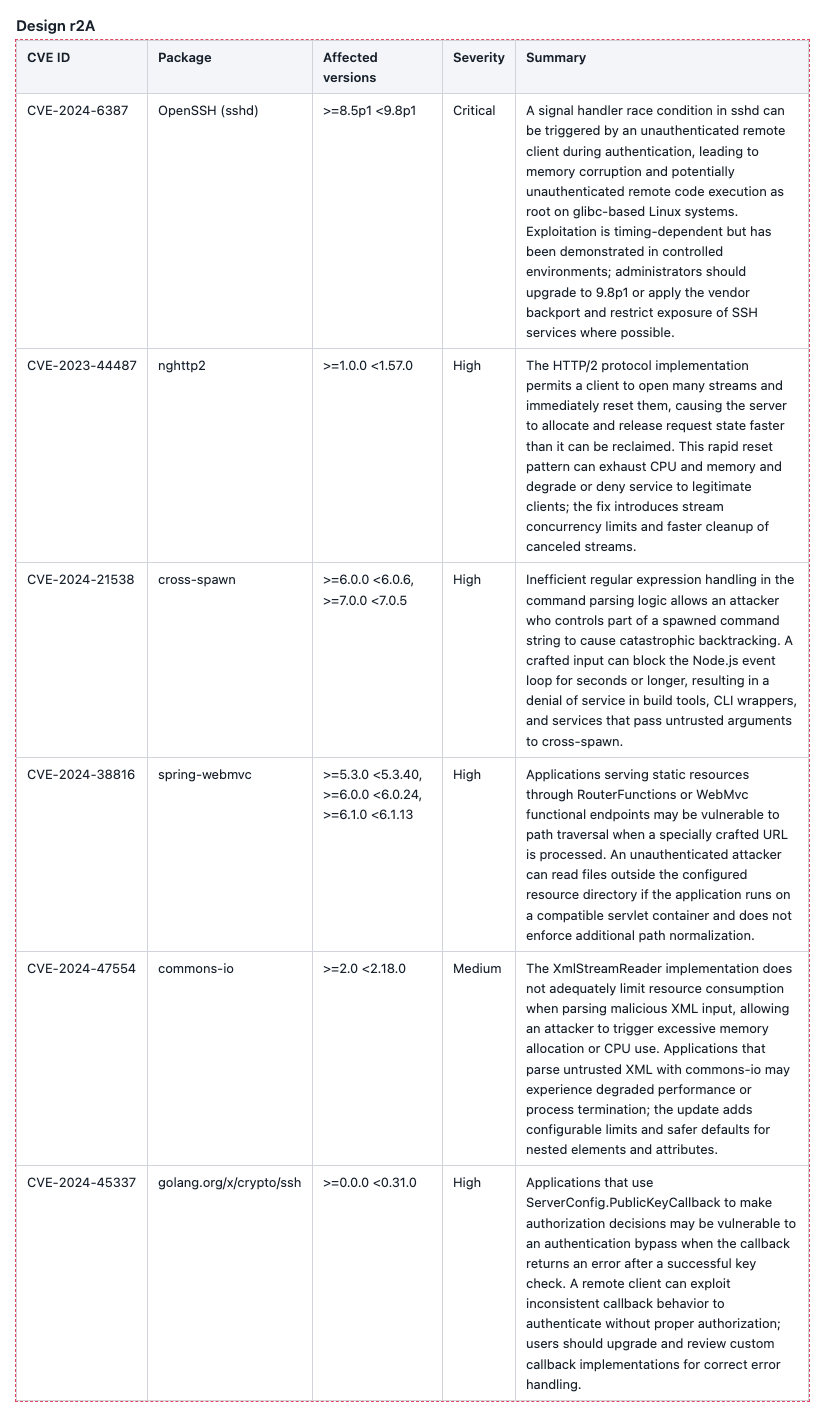 Design r2A
CVE ID
Package
Affected
versions
Severity
Summary
CVE-2024-6387
OpenSSH (sshd)
>=8.5p1 <9.8p1
Critical
A signal handler race condition in sshd can
be triggered by an unauthenticated remote
client during authentication, leading to
memory corruption and potentially
unauthenticated remote code execution as
root on glibc-based Linux systems.
Exploitation is timing-dependent but has
been demonstrated in controlled
environments; administrators should
upgrade to 9.8p1 or apply the vendor
backport and restrict exposure of SSH
services where possible.
CVE-2023-44487
nghttp2
>=1.0.0 <1.57.0
High
The HTTP/2 protocol implementation
permits a client to open many streams and
immediately reset them, causing the server
to allocate and release request state faster
than it can be reclaimed. This rapid reset
pattern can exhaust CPU and memory and
degrade or deny service to legitimate
clients; the fix introduces stream
concurrency limits and faster cleanup of
canceled streams.
CVE-2024-21538
cross-spawn
>=6.0.0 <6.0.6,
>=7.0.0 <7.0.5
High
Inefficient regular expression handling in the
command parsing logic allows an attacker
who controls part of a spawned command
string to cause catastrophic backtracking. A
crafted input can block the Node.js event
loop for seconds or longer, resulting in a
denial of service in build tools, CLI wrappers,
and services that pass untrusted arguments
to cross-spawn.
CVE-2024-38816
spring-webmvc
>=5.3.0 <5.3.40,
>=6.0.0 <6.0.24,
>=6.1.0 <6.1.13
High
Applications serving static resources
through RouterFunctions or WebMvc
functional endpoints may be vulnerable to
path traversal when a specially crafted URL
is processed. An unauthenticated attacker
can read files outside the configured
resource directory if the application runs on
a compatible servlet container and does not
enforce additional path normalization.
CVE-2024-47554
commons-io
>=2.0 <2.18.0
Medium
The XmlStreamReader implementation does
not adequately limit resource consumption
when parsing malicious XML input, allowing
an attacker to trigger excessive memory
allocation or CPU use. Applications that
parse untrusted XML with commons-io may
experience degraded performance or
process termination; the update adds
configurable limits and safer defaults for
nested elements and attributes.
CVE-2024-45337
golang.org/x/crypto/ssh
>=0.0.0 <0.31.0
High
Applications that use
ServerConfig.PublicKeyCallback to make
authorization decisions may be vulnerable to
an authentication bypass when the callback
returns an error after a successful key
check. A remote client can exploit
inconsistent callback behavior to
authenticate without proper authorization;
users should upgrade and review custom
callback implementations for correct error
handling.